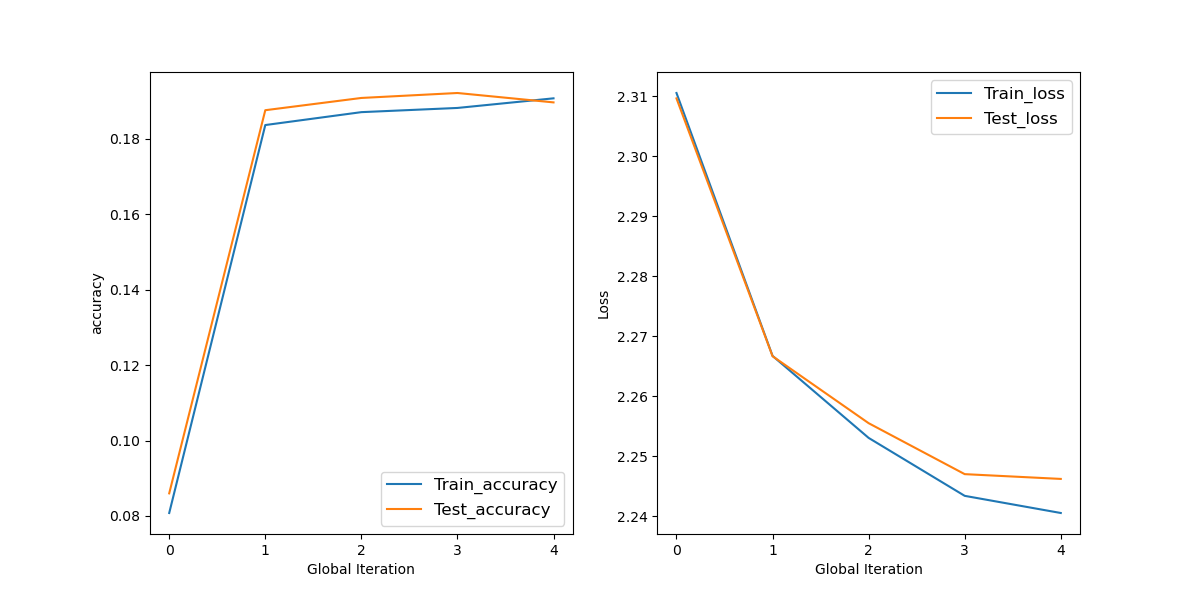 0.18
0.16
0.14
0.12
0.10
0.08
accuracy
0 1 2 3 4
Global Iteration
Train_accuracy
Test_accuracy
2.31
2.30
2.29
2.28
2.27
2.26
2.25
2.24
Loss
0 1 2 3 4
Global Iteration
Train_loss
Test_loss